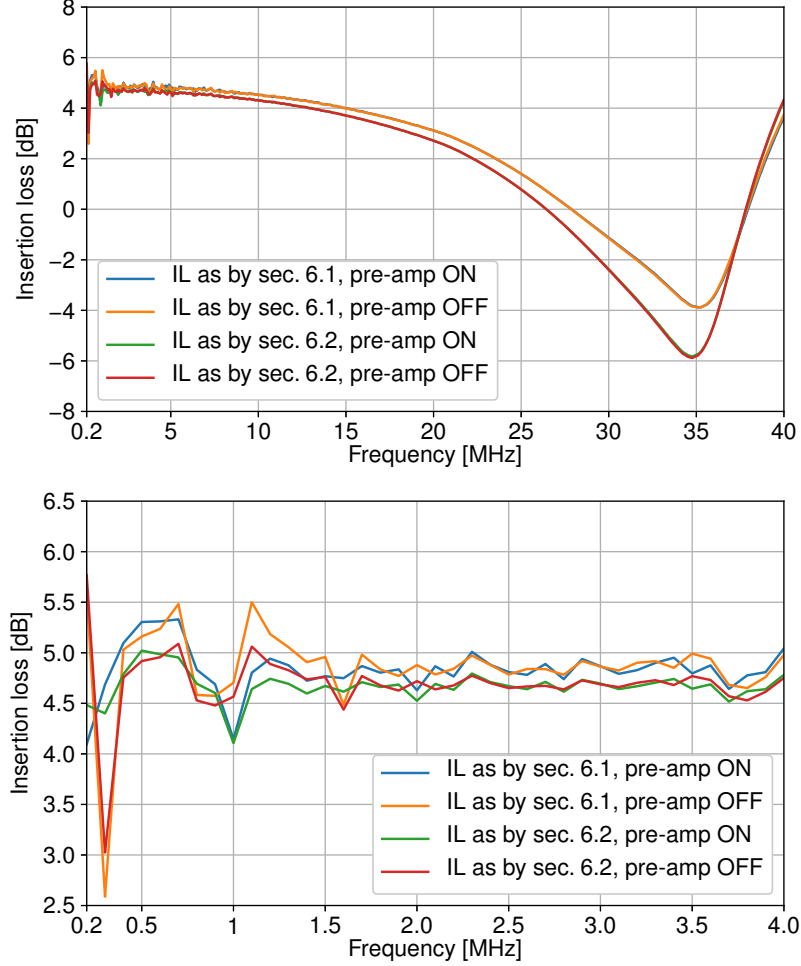 8
6
4
2
0
−2
−4
−6
−8
Insertion loss [dB]
IL as by sec. 6.1, pre-amp ON
IL as by sec. 6.1, pre-amp OFF
IL as by sec. 6.2, pre-amp ON
IL as by sec. 6.2, pre-amp OFF
0.2 5 10 15 20 25 30 35 40
Frequency [MHz]
6.5
6.0
5.5
5.0
4.5
4.0
3.5
3.0
2.5
Insertion loss [dB]
IL as by sec. 6.1, pre-amp ON
IL as by sec. 6.1, pre-amp OFF
IL as by sec. 6.2, pre-amp ON
IL as by sec. 6.2, pre-amp OFF
0.2 0.5 1 1.5 2.0 2.5 3.0 3.5 4.0
Frequency [MHz]